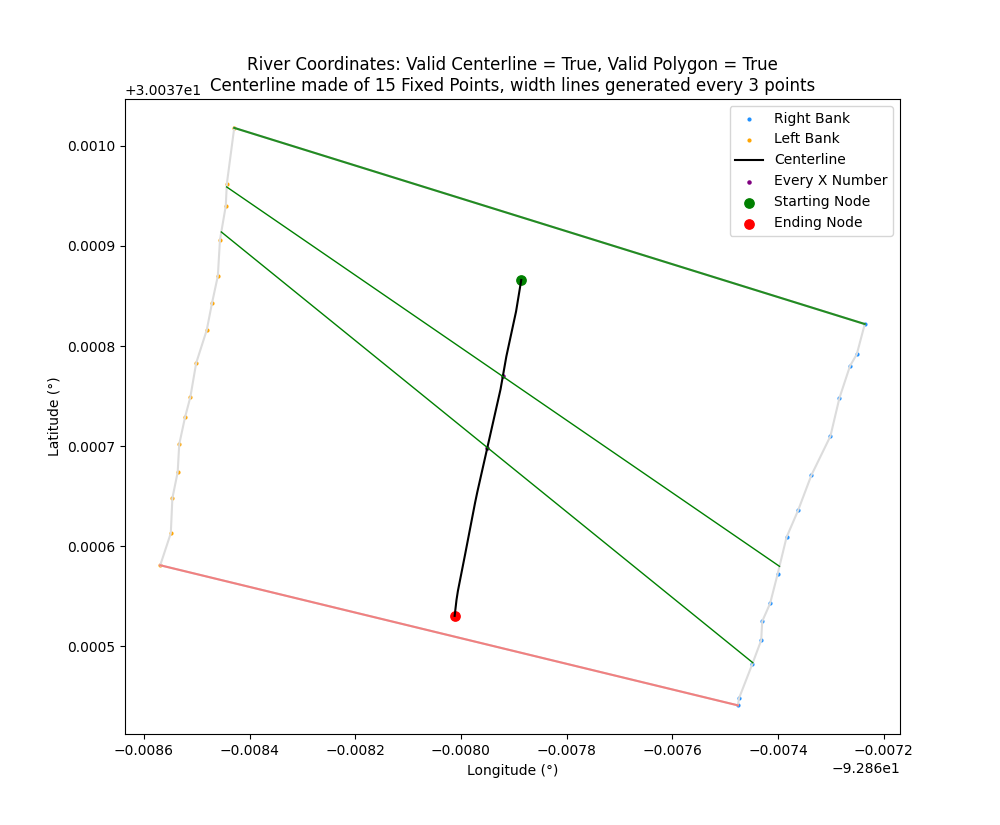 River Coordinates: Valid Centerline = True, Valid Polygon = True
Centerline made of 15 Fixed Points, width lines generated every 3 points
+3.0037e1
Right Bank
Left Bank
Centerline
Every X Number
Starting Node
Ending Node
0.0010
0.0009
0.0008
0.0007
0.0006
0.0005
Latitude (°)
−0.0086 −0.0084 −0.0082 −0.0080 −0.0078 −0.0076 −0.0074 −0.0072
Longitude (°)
−9.286e1